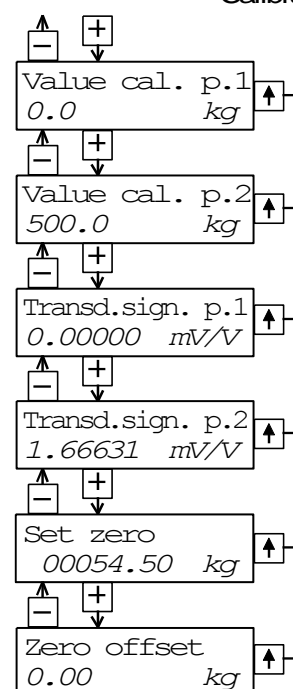 +
−
Value cal. p.1
0.0 kg
−
+
Value cal. p.2
500.0 kg
−
+
Transd.sign. p.1
0.00000 mV/V
−
+
Transd.sign. p.2
1.66631 mV/V
−
+
Set zero
00054.50 kg
−
+
Zero offset
0.00 kg